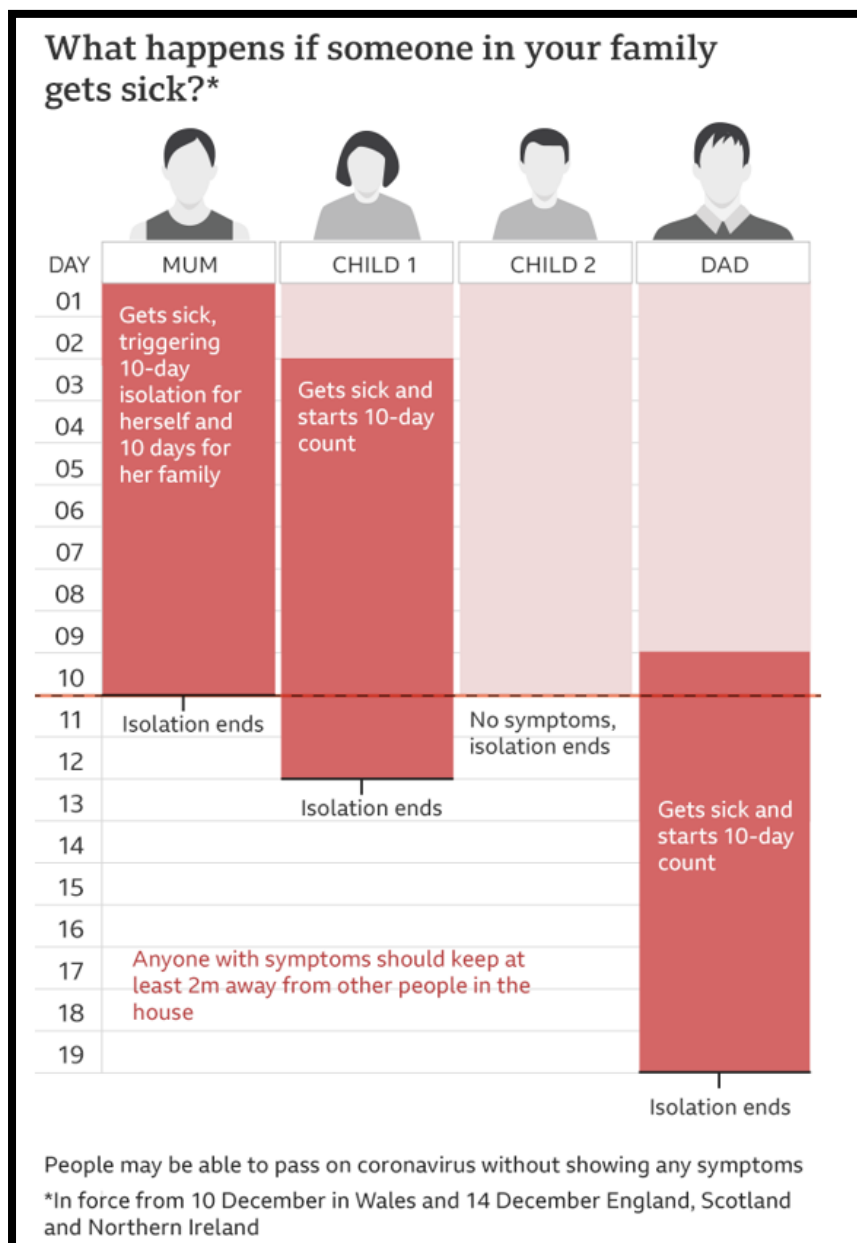 What happens if someone in your family
gets sick?*
DAY
MUM
CHILD 1
CHILD 2
DAD
01
02
03
04
05
06
07
08
09
10
11
12
13
14
15
16
17
18
19
Gets sick,
triggering
10-day
isolation for
herself and
10 days for
her family
Isolation ends
Gets sick and
starts 10-day
count
Isolation ends
No symptoms,
isolation ends
Gets sick and
starts 10-day
count
Isolation ends
Anyone with symptoms should keep at
least 2m away from other people in the
house
People may be able to pass on coronavirus without showing any symptoms
*In force from 10 December in Wales and 14 December England, Scotland
and Northern Ireland